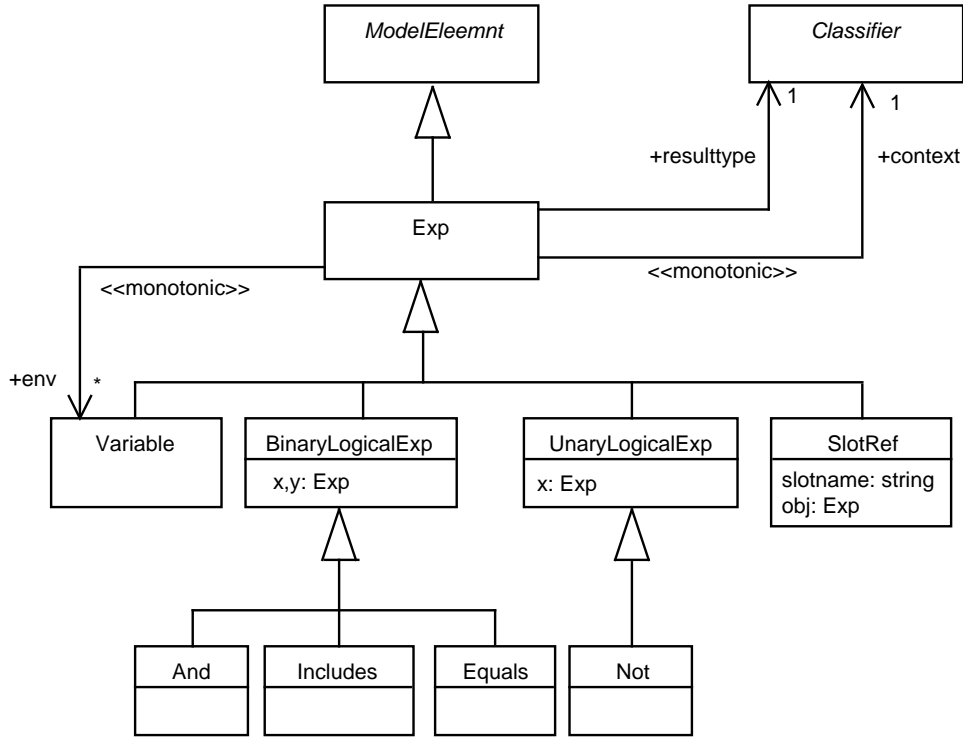 ModelEleemnt
Classifier
1
1
+resulttype
+context
Exp
<<monotonic>>
<<monotonic>>
+env
*
Variable
BinaryLogicalExp
x,y: Exp
UnaryLogicalExp
x: Exp
SlotRef
slotname: string
obj: Exp
And
Includes
Equals
Not